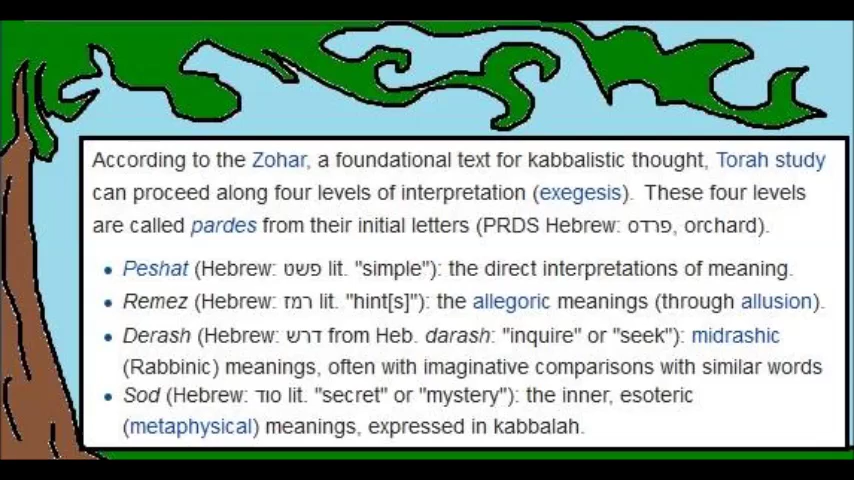 According to the Zohar, a foundational text for kabbalistic thought, Torah study
can proceed along four levels of interpretation (exegesis). These four levels
are called pardes from their initial letters (PRDS Hebrew: פרדס, orchard).
• Peshat (Hebrew: פשט lit. "simple"): the direct interpretations of meaning.
• Remez (Hebrew: רמז lit. "hint[s]"): the allegoric meanings (through allusion).
• Derash (Hebrew: דרש from Heb. darash: "inquire" or "seek"): midrashic
(Rabbinic) meanings, often with imaginative comparisons with similar words
• Sod (Hebrew: סוד lit. "secret" or "mystery"): the inner, esoteric
(metaphysical) meanings, expressed in kabbalah.